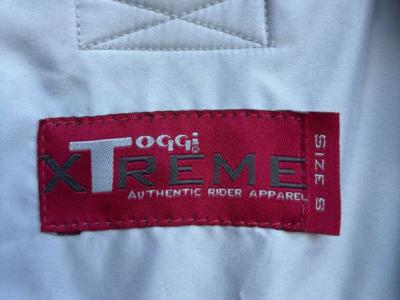 Toggi®
XTREME
AUTHENTIC RIDER APPAREL
SIZE S